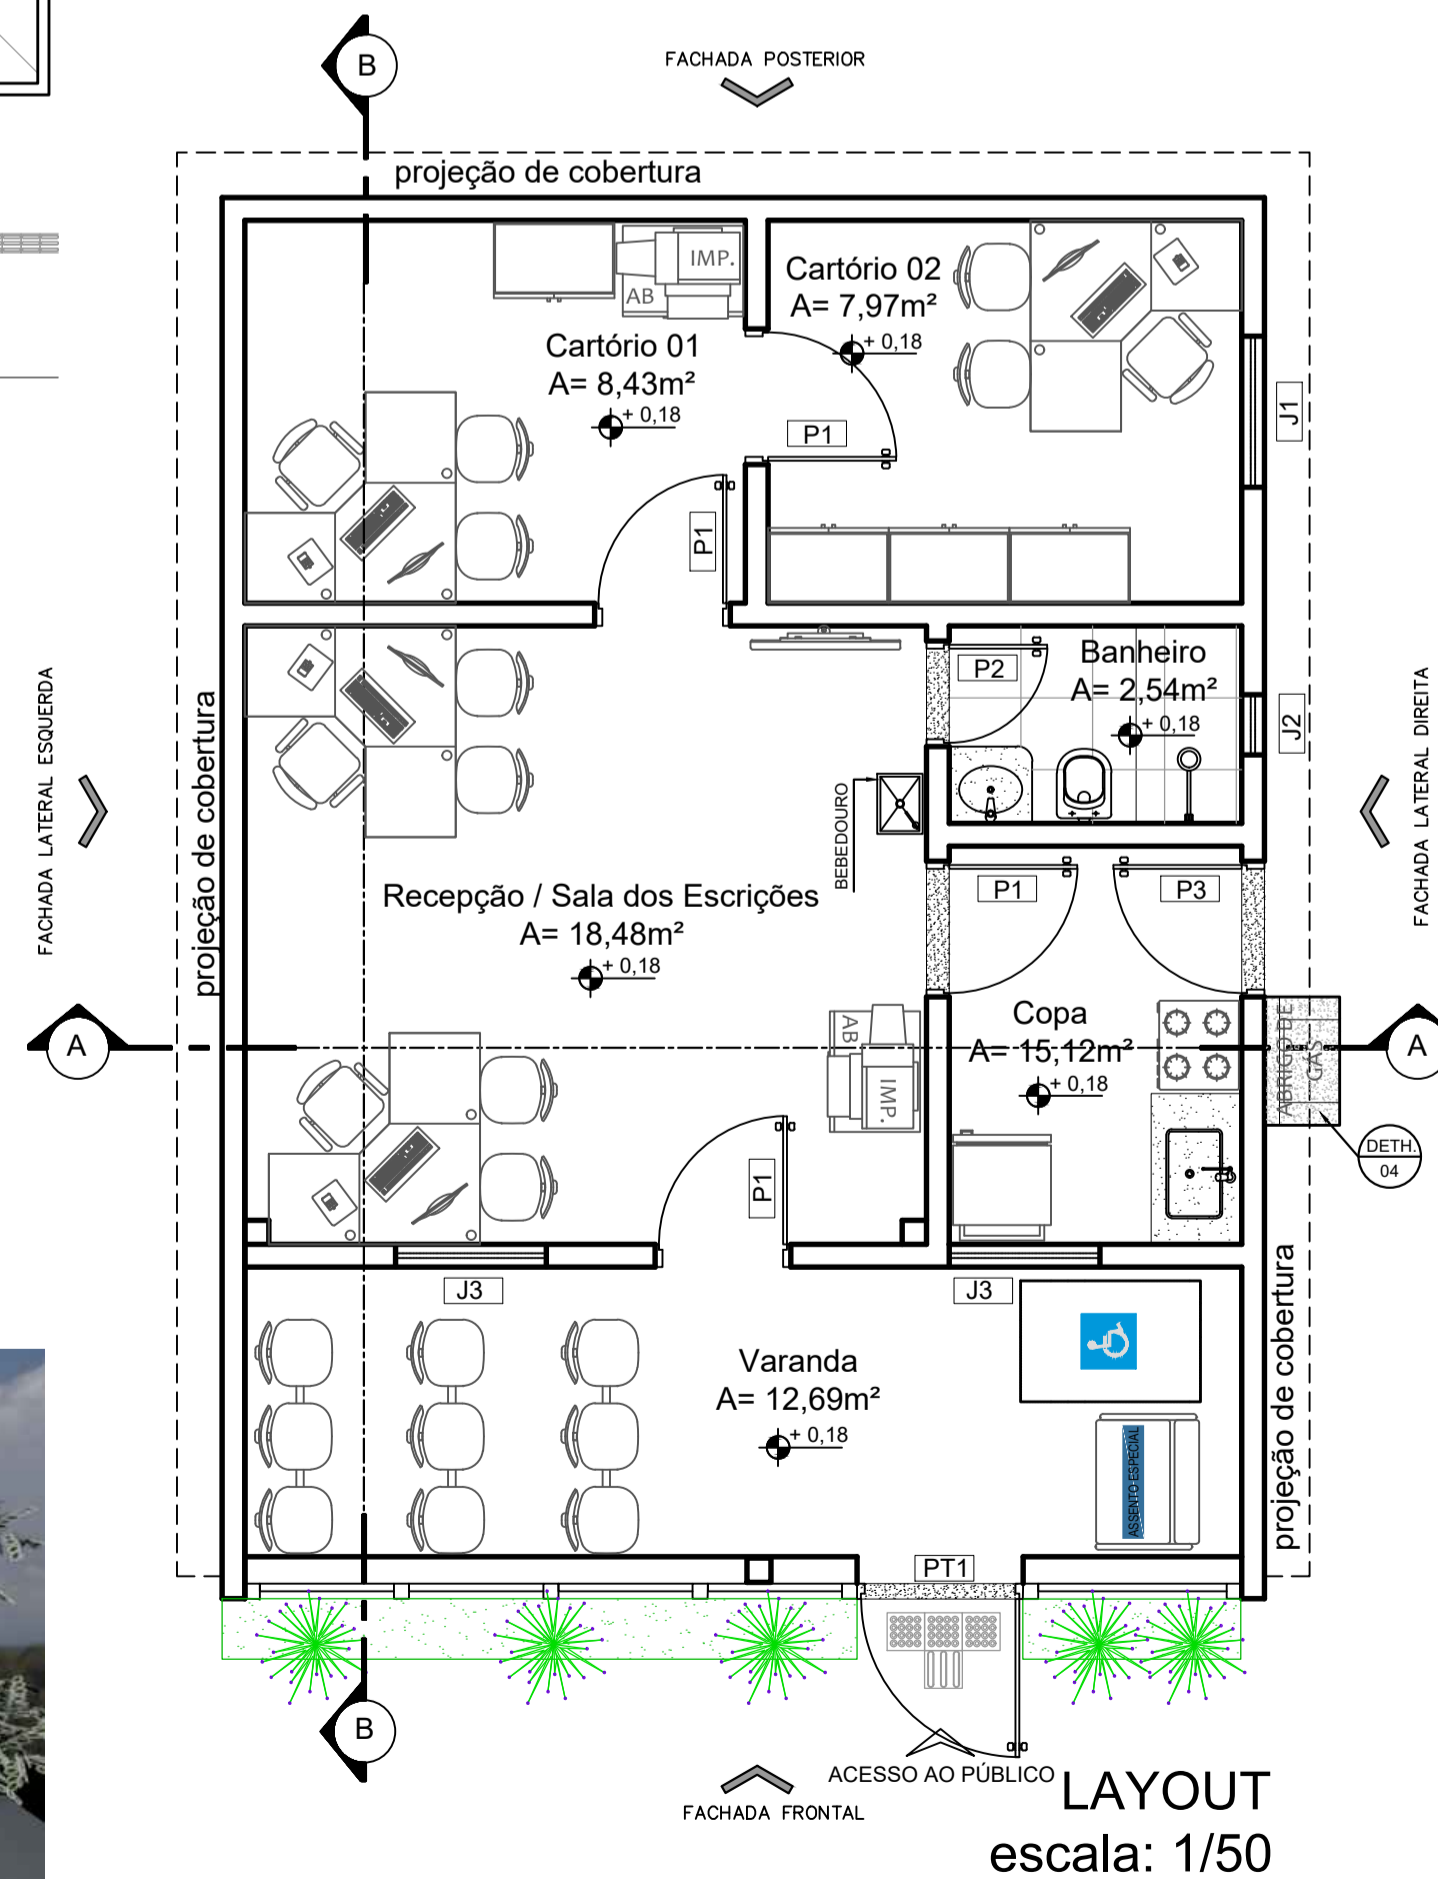 B
FACHADA POSTERIOR
projeção de cobertura
IMP.
AB
Cartório 01
A= 8,43m²
+ 0,18
Cartório 02
A= 7,97m²
+ 0,18
P1
J1
P1
P2
Banheiro
A= 2,54m²
+ 0,18
J2
FACHADA LATERAL ESQUERDA
projeção de cobertura
BEBEDOURO
FACHADA LATERAL DIREITA
Recepção / Sala dos Escrições
A= 18,48m²
+ 0,18
P1
P3
A
Copa
A= 15,12m²
+ 0,18
ABRIGO DE
GÁS
A
AB
IMP.
DETH.
04
P1
J3
J3
projeção de cobertura
Varanda
A= 12,69m²
+ 0,18
ASSENTO ESPECIAL
PT1
B
ACESSO AO PÚBLICO
FACHADA FRONTAL
LAYOUT
escala: 1/50